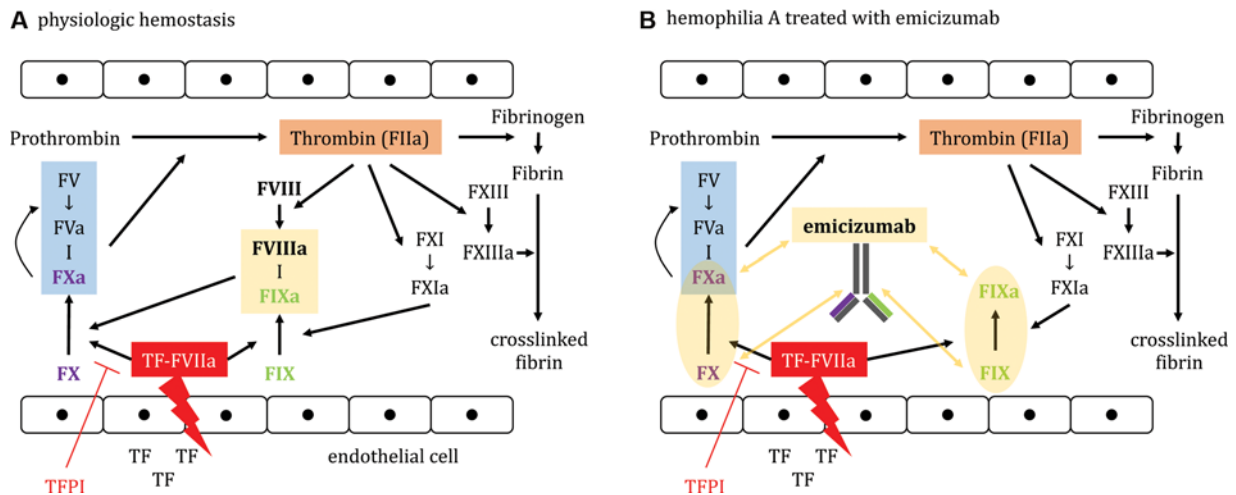 A physiologic hemostasis
Prothrombin
Thrombin (FIIa)
Fibrinogen
Fibrin
FV
↓
FVa
I
FXa
FVIII
FVIIIa
I
FIXa
FXIII
FXIIIa
FXI
↓
FXIa
crosslinked
fibrin
FX
TF-FVIIa
FIX
TF TF
TF
TFPI
endothelial cell
B hemophilia A treated with emicizumab
Prothrombin
Thrombin (FIIa)
Fibrinogen
Fibrin
FV
↓
FVa
I
FXa
emicizumab
FXIII
FXIIIa
FXI
↓
FXIa
FIXa
crosslinked
fibrin
FX
TF-FVIIa
FIX
TF TF
TF
TFPI